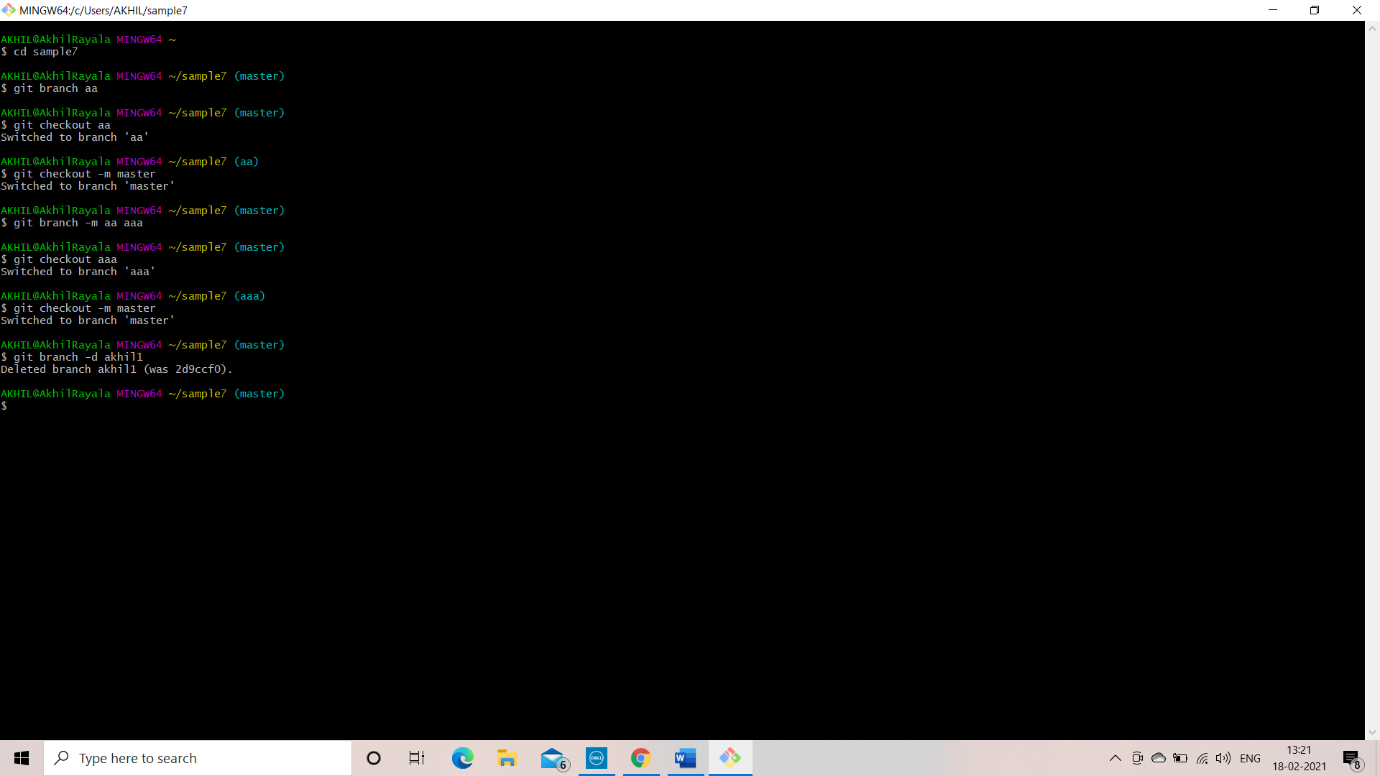 MINGW64:/c/Users/AKHIL/sample7
AKHIL@AkhilRayala MINGW64 ~
$ cd sample7
AKHIL@AkhilRayala MINGW64 ~/sample7 (master)
$ git branch aa
AKHIL@AkhilRayala MINGW64 ~/sample7 (master)
$ git checkout aa
Switched to branch 'aa'
AKHIL@AkhilRayala MINGW64 ~/sample7 (aa)
$ git checkout -m master
Switched to branch 'master'
AKHIL@AkhilRayala MINGW64 ~/sample7 (master)
$ git branch -m aa aaa
AKHIL@AkhilRayala MINGW64 ~/sample7 (master)
$ git checkout aaa
Switched to branch 'aaa'
AKHIL@AkhilRayala MINGW64 ~/sample7 (aaa)
$ git checkout -m master
Switched to branch 'master'
AKHIL@AkhilRayala MINGW64 ~/sample7 (master)
$ git branch -d akhil1
Deleted branch akhil1 (was 2d9ccf0).
AKHIL@AkhilRayala MINGW64 ~/sample7 (master)
$
Type here to search
6
DELL
W
ENG
13:21
18-02-2021
8